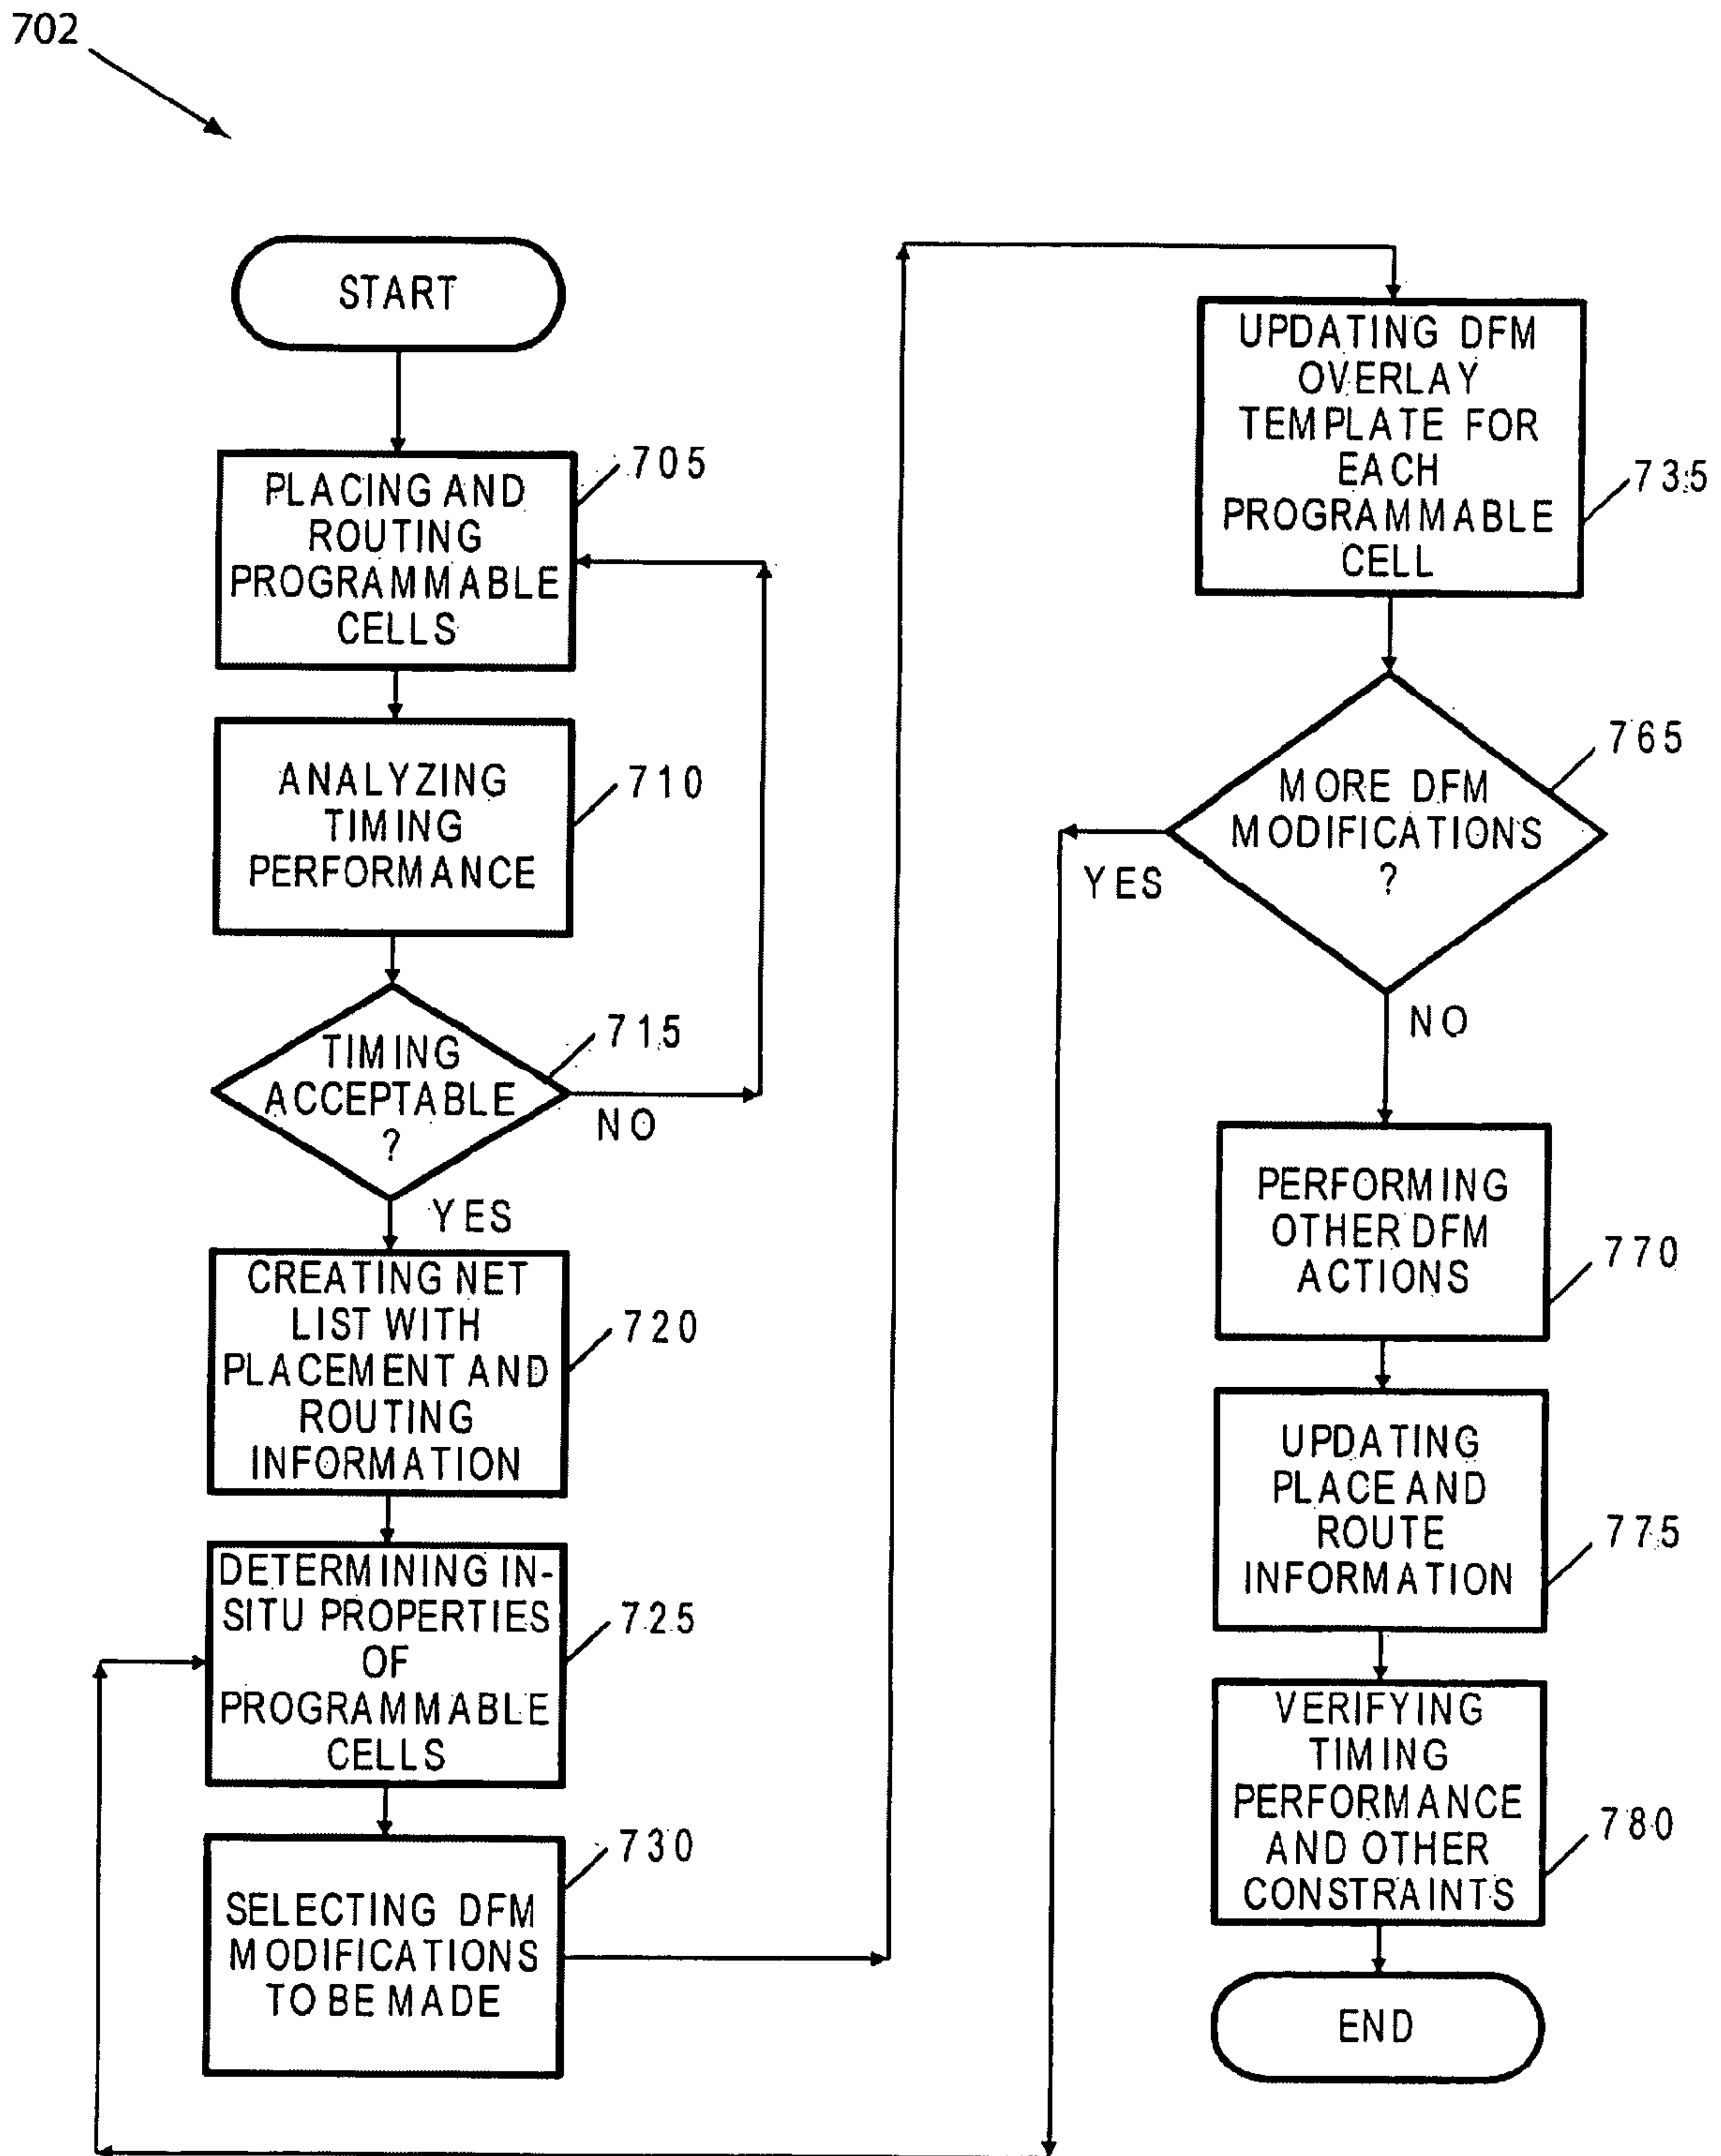 702
START
PLACING AND
ROUTING
PROGRAMMABLE
CELLS
705
ANALYZING
TIMING
PERFORMANCE
710
TIMING
ACCEPTABLE
?
715
NO
YES
CREATING NET
LIST WITH
PLACEMENT AND
ROUTING
INFORMATION
720
DETERMINING IN-
SITU PROPERTIES
OF
PROGRAMMABLE
CELLS
725
SELECTING DFM
MODIFICATIONS
TO BE MADE
730
UPDATING DFM
OVERLAY
TEMPLATE FOR
EACH
PROGRAMMABLE
CELL
735
MORE DFM
MODIFICATIONS
?
765
YES
NO
PERFORMING
OTHER DFM
ACTIONS
770
UPDATING
PLACE AND
ROUTE
INFORMATION
775
VERIFYING
TIMING
PERFORMANCE
AND OTHER
CONSTRAINTS
780
END